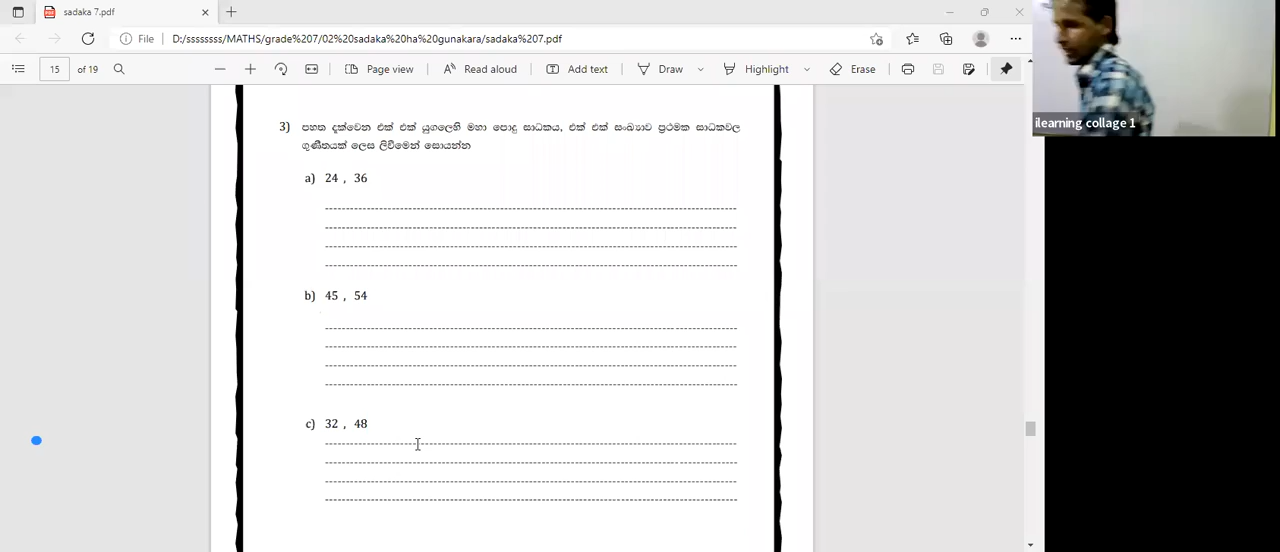 sadaka 7.pdf
File D:/ssssssss/MATHS/grade%207/02%20sadaka%20ha%20gunakara/sadaka%207.pdf
15 of 19 Page view Read aloud Add text Draw Highlight Erase
ilearning collage 1
3) පහත දැක්වෙන එක් එක් යුගලෙහි මහා පොදු සාධකය, එක් එක් සංඛ්‍යාව ප්‍රථමක සාධකවල
ගුණිතයක් ලෙස ලිවීමෙන් සොයන්න
a) 24 , 36
b) 45 , 54
c) 32 , 48